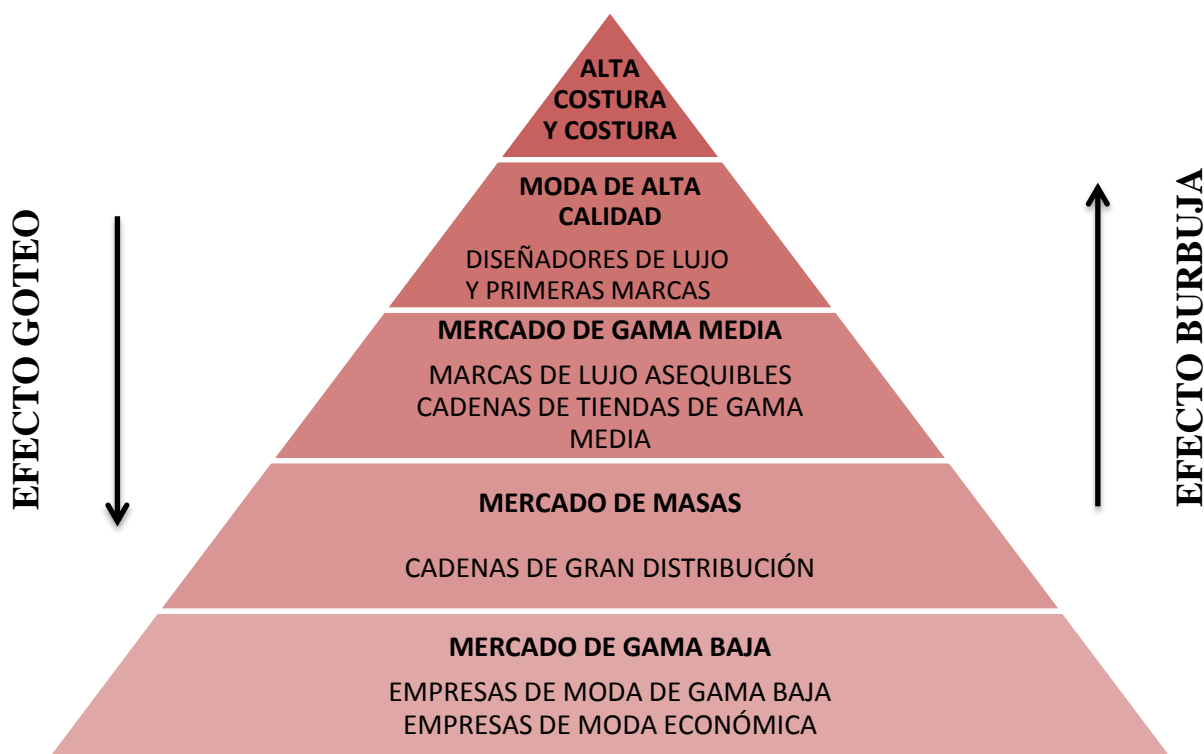 ALTA
COSTURA
Y COSTURA
MODA DE ALTA
CALIDAD
DISEÑADORES DE LUJO
Y PRIMERAS MARCAS
MERCADO DE GAMA MEDIA
MARCAS DE LUJO ASEQUIBLES
CADENAS DE TIENDAS DE GAMA
MEDIA
MERCADO DE MASAS
CADENAS DE GRAN DISTRIBUCIÓN
MERCADO DE GAMA BAJA
EMPRESAS DE MODA DE GAMA BAJA
EMPRESAS DE MODA ECONÓMICA
EFECTO GOTEO
EFECTO BURBUJA